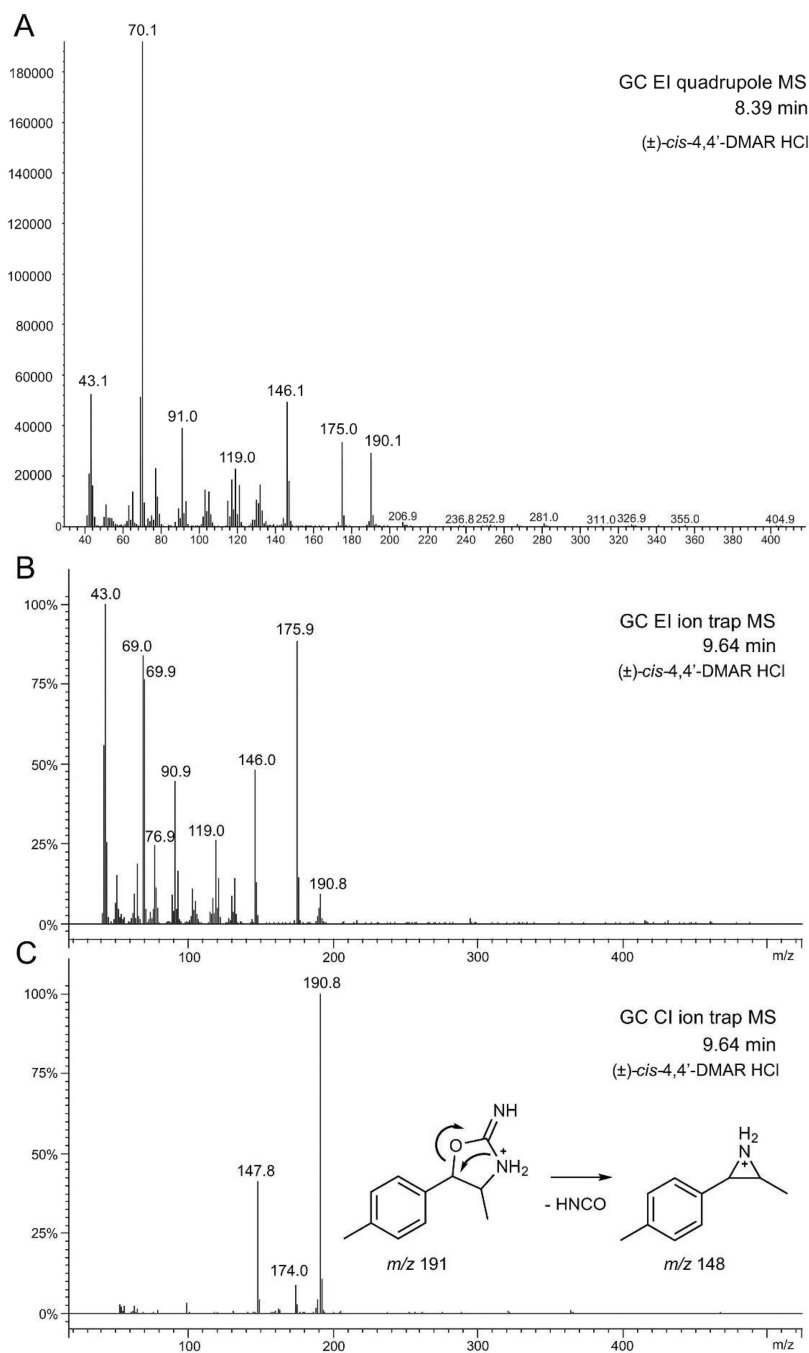 A
70.1
GC EI quadrupole MS
8.39 min
(±)-cis-4,4'-DMAR HCl
180000
160000
140000
120000
100000
80000
60000
40000
20000
0
43.1
91.0
119.0
146.1
175.0
190.1
206.9
236.8
252.9
281.0
311.0
326.9
355.0
404.9
40 60 80 100 120 140 160 180 200 220 240 260 280 300 320 340 360 380 400
B
GC EI ion trap MS
9.64 min
(±)-cis-4,4'-DMAR HCl
100%
75%
50%
25%
0%
43.0
69.0
69.9
76.9
90.9
119.0
146.0
175.9
190.8
100 200 300 400 m/z
C
GC CI ion trap MS
9.64 min
(±)-cis-4,4'-DMAR HCl
100%
75%
50%
25%
0%
147.8
174.0
190.8
NH
O
+
NH2
- HNCO
H2
N
+
m/z 191
m/z 148
100 200 300 400 m/z